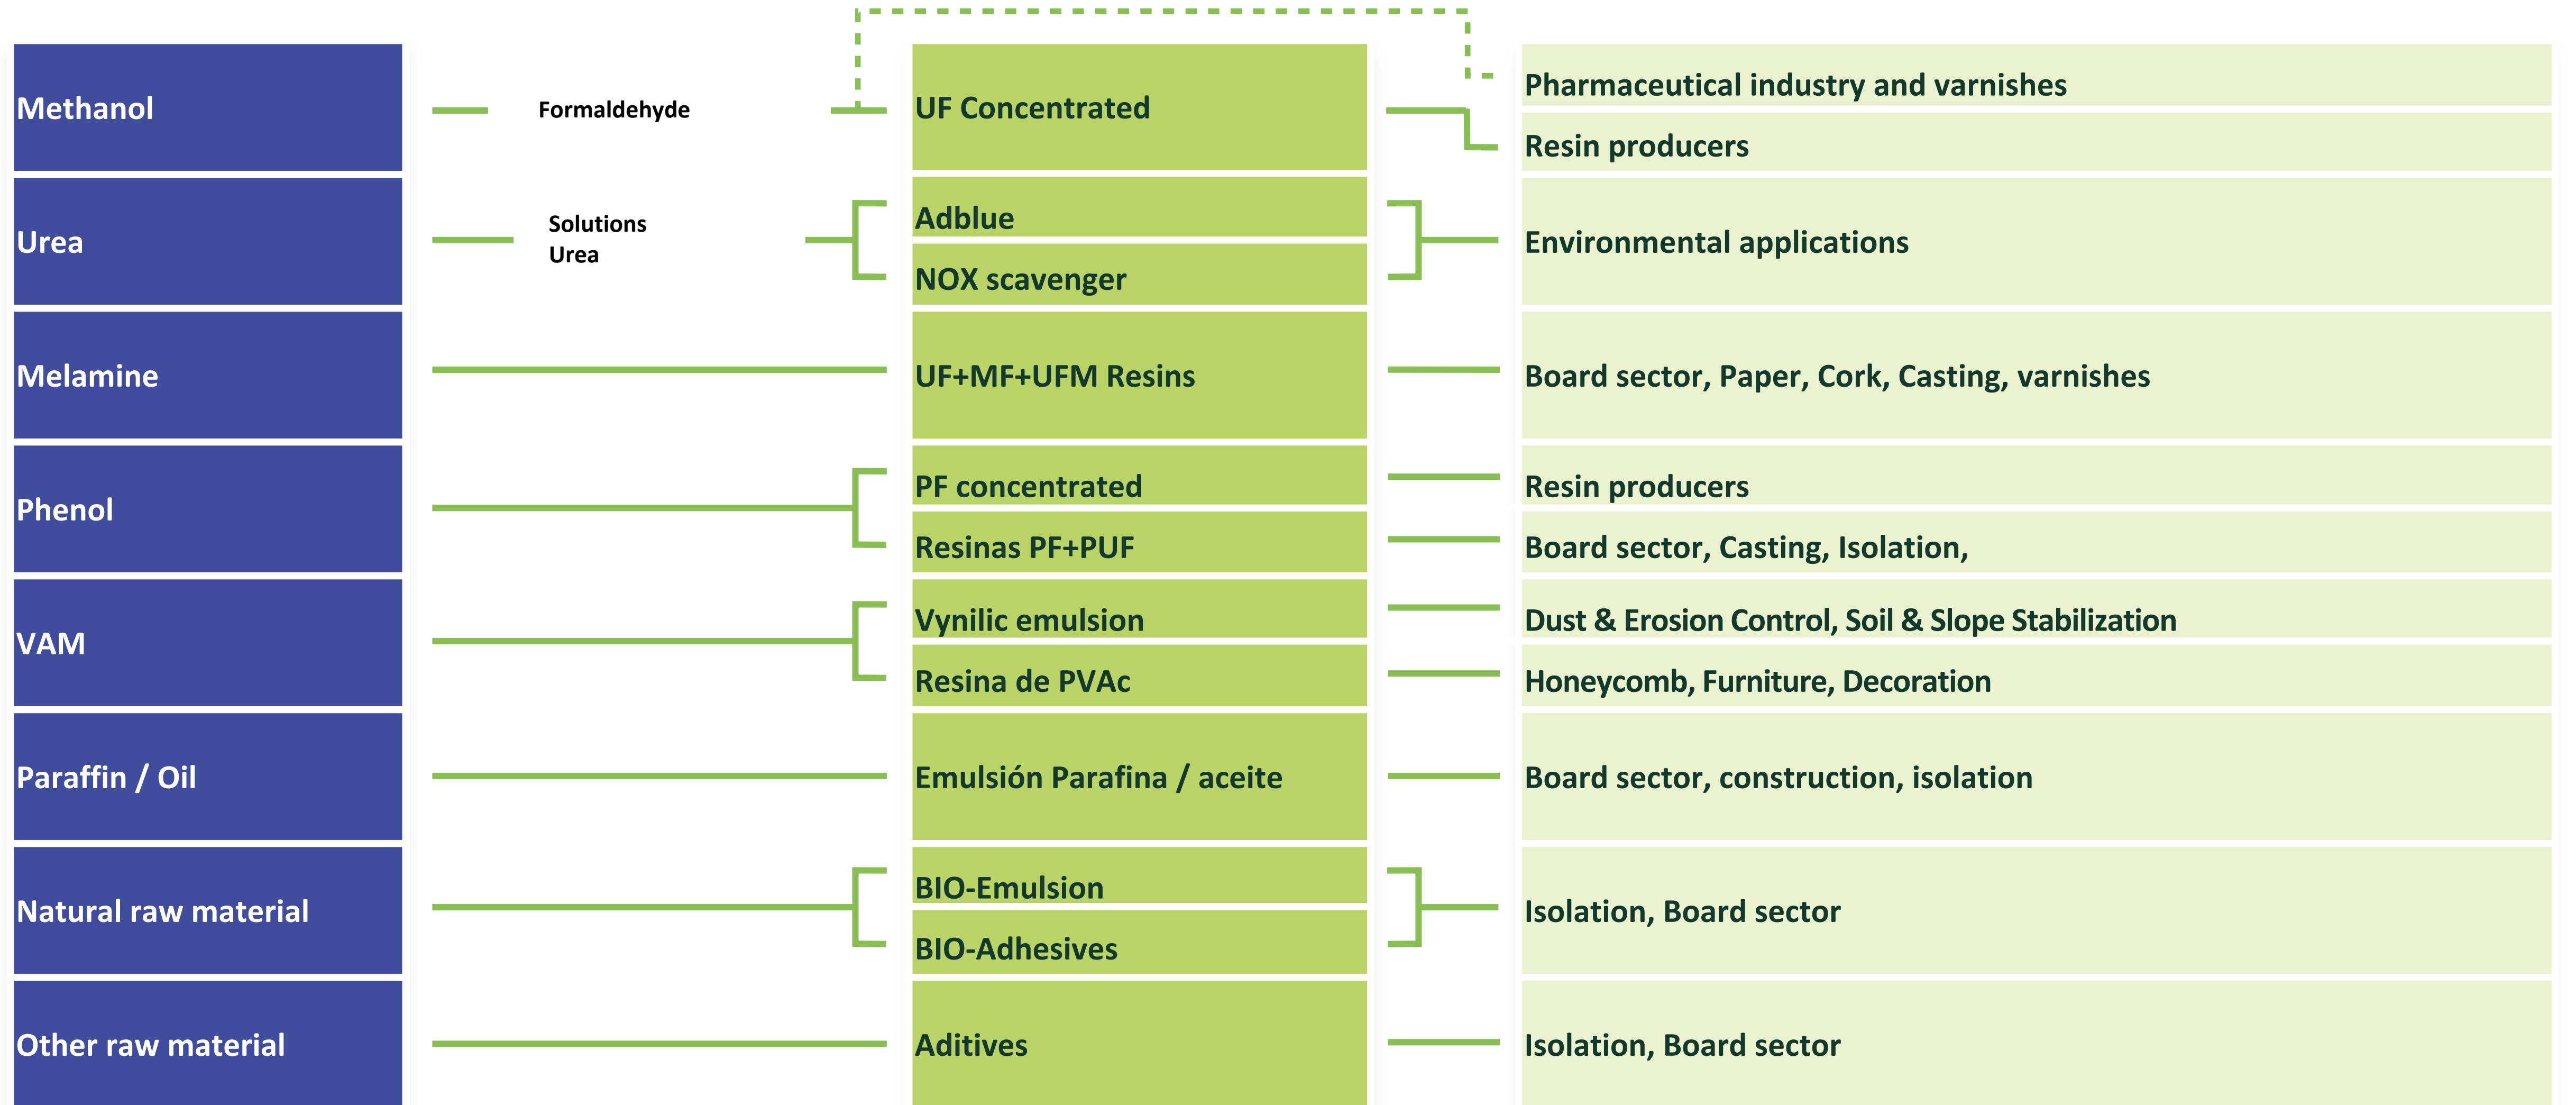 Methanol
Formaldehyde
UF Concentrated
Pharmaceutical industry and varnishes
Resin producers
Urea
Solutions
Urea
Adblue
NOX scavenger
Environmental applications
Melamine
UF+MF+UFM Resins
Board sector, Paper, Cork, Casting, varnishes
Phenol
PF concentrated
Resin producers
Resinas PF+PUF
Board sector, Casting, Isolation,
VAM
Vynilic emulsion
Dust & Erosion Control, Soil & Slope Stabilization
Resina de PVAc
Honeycomb, Furniture, Decoration
Paraffin / Oil
Emulsión Parafina / aceite
Board sector, construction, isolation
Natural raw material
BIO-Emulsion
BIO-Adhesives
Isolation, Board sector
Other raw material
Aditives
Isolation, Board sector